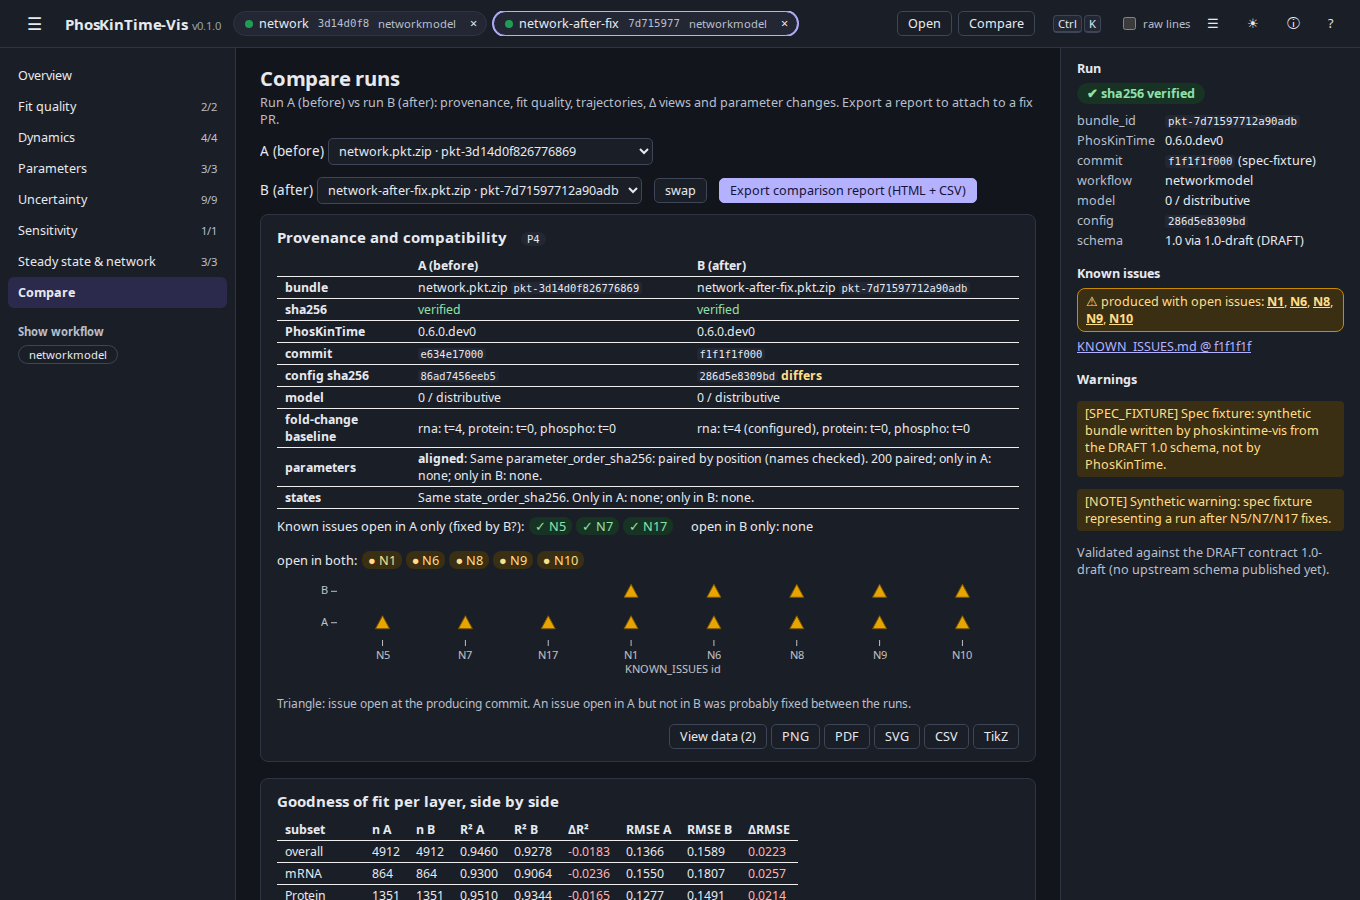 ☰ PhosKinTime-Vis v0.1.0 network 3d14d0f8 networkmodel × network-after-fix 7d715977 networkmodel × Open Compare Ctrl K raw lines ☰ ☀ ⓘ ?
Overview
Fit quality 2/2
Dynamics 4/4
Parameters 3/3
Uncertainty 9/9
Sensitivity 1/1
Steady state & network 3/3
Compare
Show workflow
networkmodel
Compare runs
Run A (before) vs run B (after): provenance, fit quality, trajectories, Δ views and parameter changes. Export a report to attach to a fix
PR.
A (before) network.pkt.zip · pkt-3d14d0f826776869
B (after) network-after-fix.pkt.zip · pkt-7d71597712a90adb swap Export comparison report (HTML + CSV)
Provenance and compatibility P4
A (before) B (after)
bundle network.pkt.zip pkt-3d14d0f826776869 network-after-fix.pkt.zip pkt-7d71597712a90adb
sha256 verified verified
PhosKinTime 0.6.0.dev0 0.6.0.dev0
commit e634e17000 f1f1f1f000
config sha256 86ad7456eeb5 286d5e8309bd differs
model 0 / distributive 0 / distributive
fold-change
baseline rna: t=4, protein: t=0, phospho: t=0 rna: t=4 (configured), protein: t=0, phospho: t=0
parameters aligned: Same parameter_order_sha256: paired by position (names checked). 200 paired; only in A:
none; only in B: none.
states Same state_order_sha256. Only in A: none; only in B: none.
Known issues open in A only (fixed by B?): ✓ N5 ✓ N7 ✓ N17 open in B only: none
open in both: ● N1 ● N6 ● N8 ● N9 ● N10
B
A
N5 N7 N17 N1 N6 N8 N9 N10
KNOWN_ISSUES id
Triangle: issue open at the producing commit. An issue open in A but not in B was probably fixed between the runs.
View data (2) PNG PDF SVG CSV TikZ
Goodness of fit per layer, side by side
subset n A n B R² A R² B ΔR² RMSE A RMSE B ΔRMSE
overall 4912 4912 0.9460 0.9278 -0.0183 0.1366 0.1589 0.0223
mRNA 864 864 0.9300 0.9064 -0.0236 0.1550 0.1807 0.0257
Protein 1351 1351 0.9510 0.9344 -0.0165 0.1277 0.1491 0.0214
Run
✔ sha256 verified
bundle_id pkt-7d71597712a90adb
PhosKinTime 0.6.0.dev0
commit f1f1f1f000 (spec-fixture)
workflow networkmodel
model 0 / distributive
config 286d5e8309bd
schema 1.0 via 1.0-draft (DRAFT)
Known issues
⚠ produced with open issues: N1, N6, N8,
N9, N10
KNOWN_ISSUES.md @ f1f1f1f
Warnings
[SPEC_FIXTURE] Spec fixture: synthetic
bundle written by phoskintime-vis from
the DRAFT 1.0 schema, not by
PhosKinTime.
[NOTE] Synthetic warning: spec fixture
representing a run after N5/N7/N17 fixes.
Validated against the DRAFT contract 1.0-
draft (no upstream schema published yet).